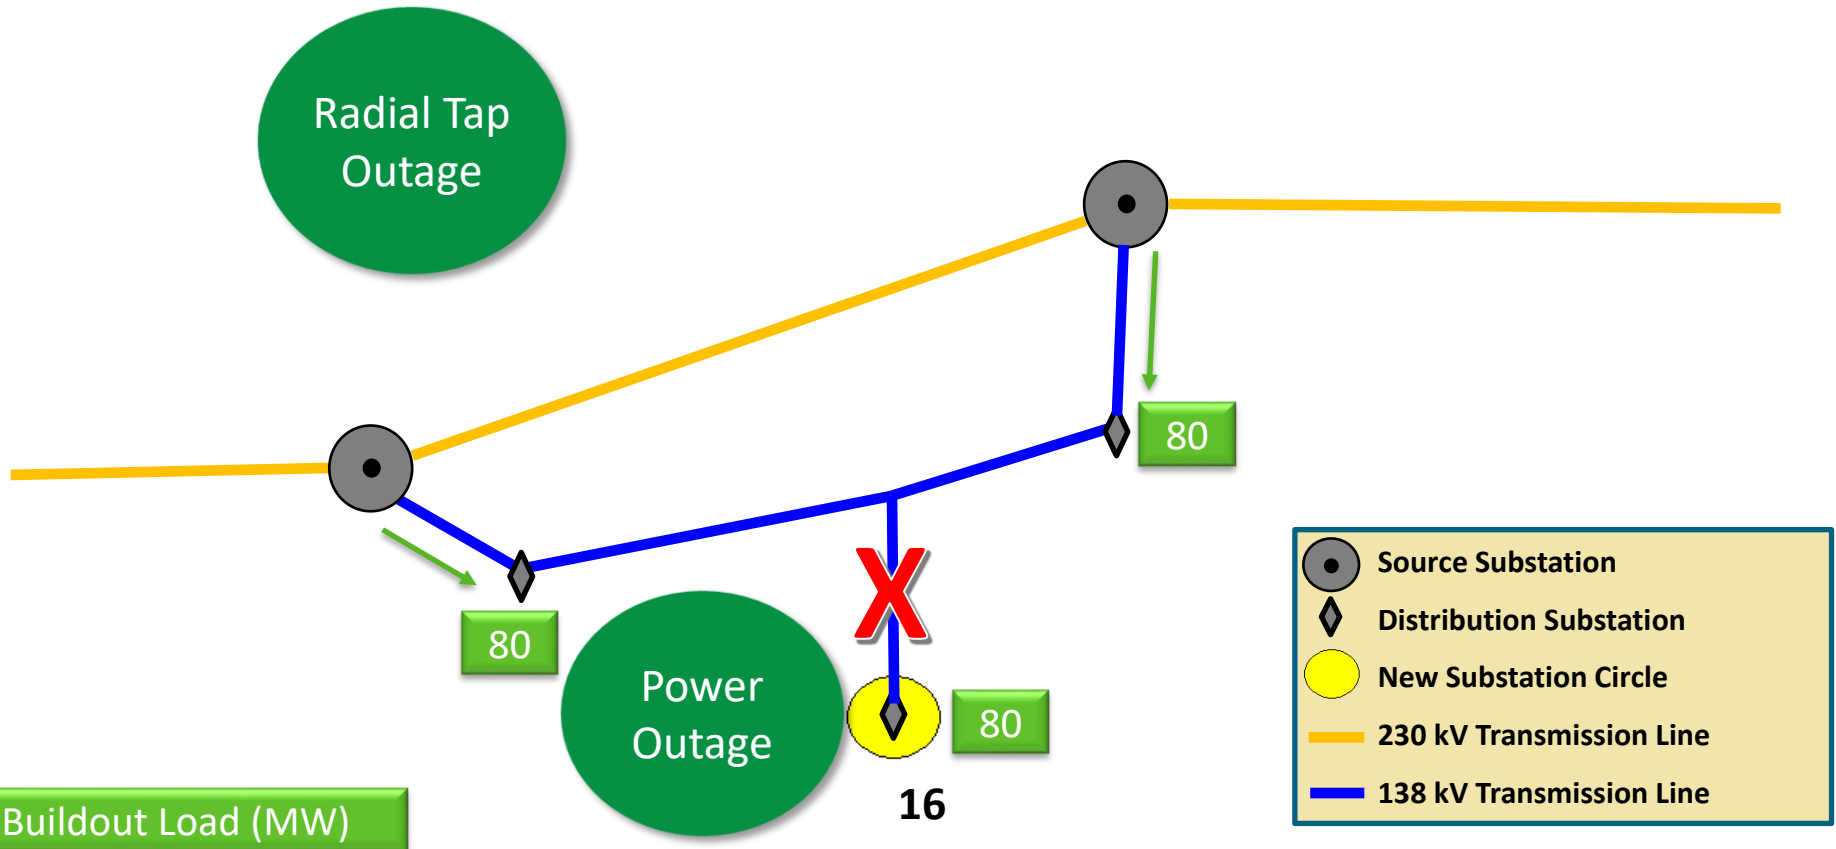 Radial Tap
Outage
80
80
Power
Outage
80
16
Buildout Load (MW)
Source Substation
Distribution Substation
New Substation Circle
230 kV Transmission Line
138 kV Transmission Line